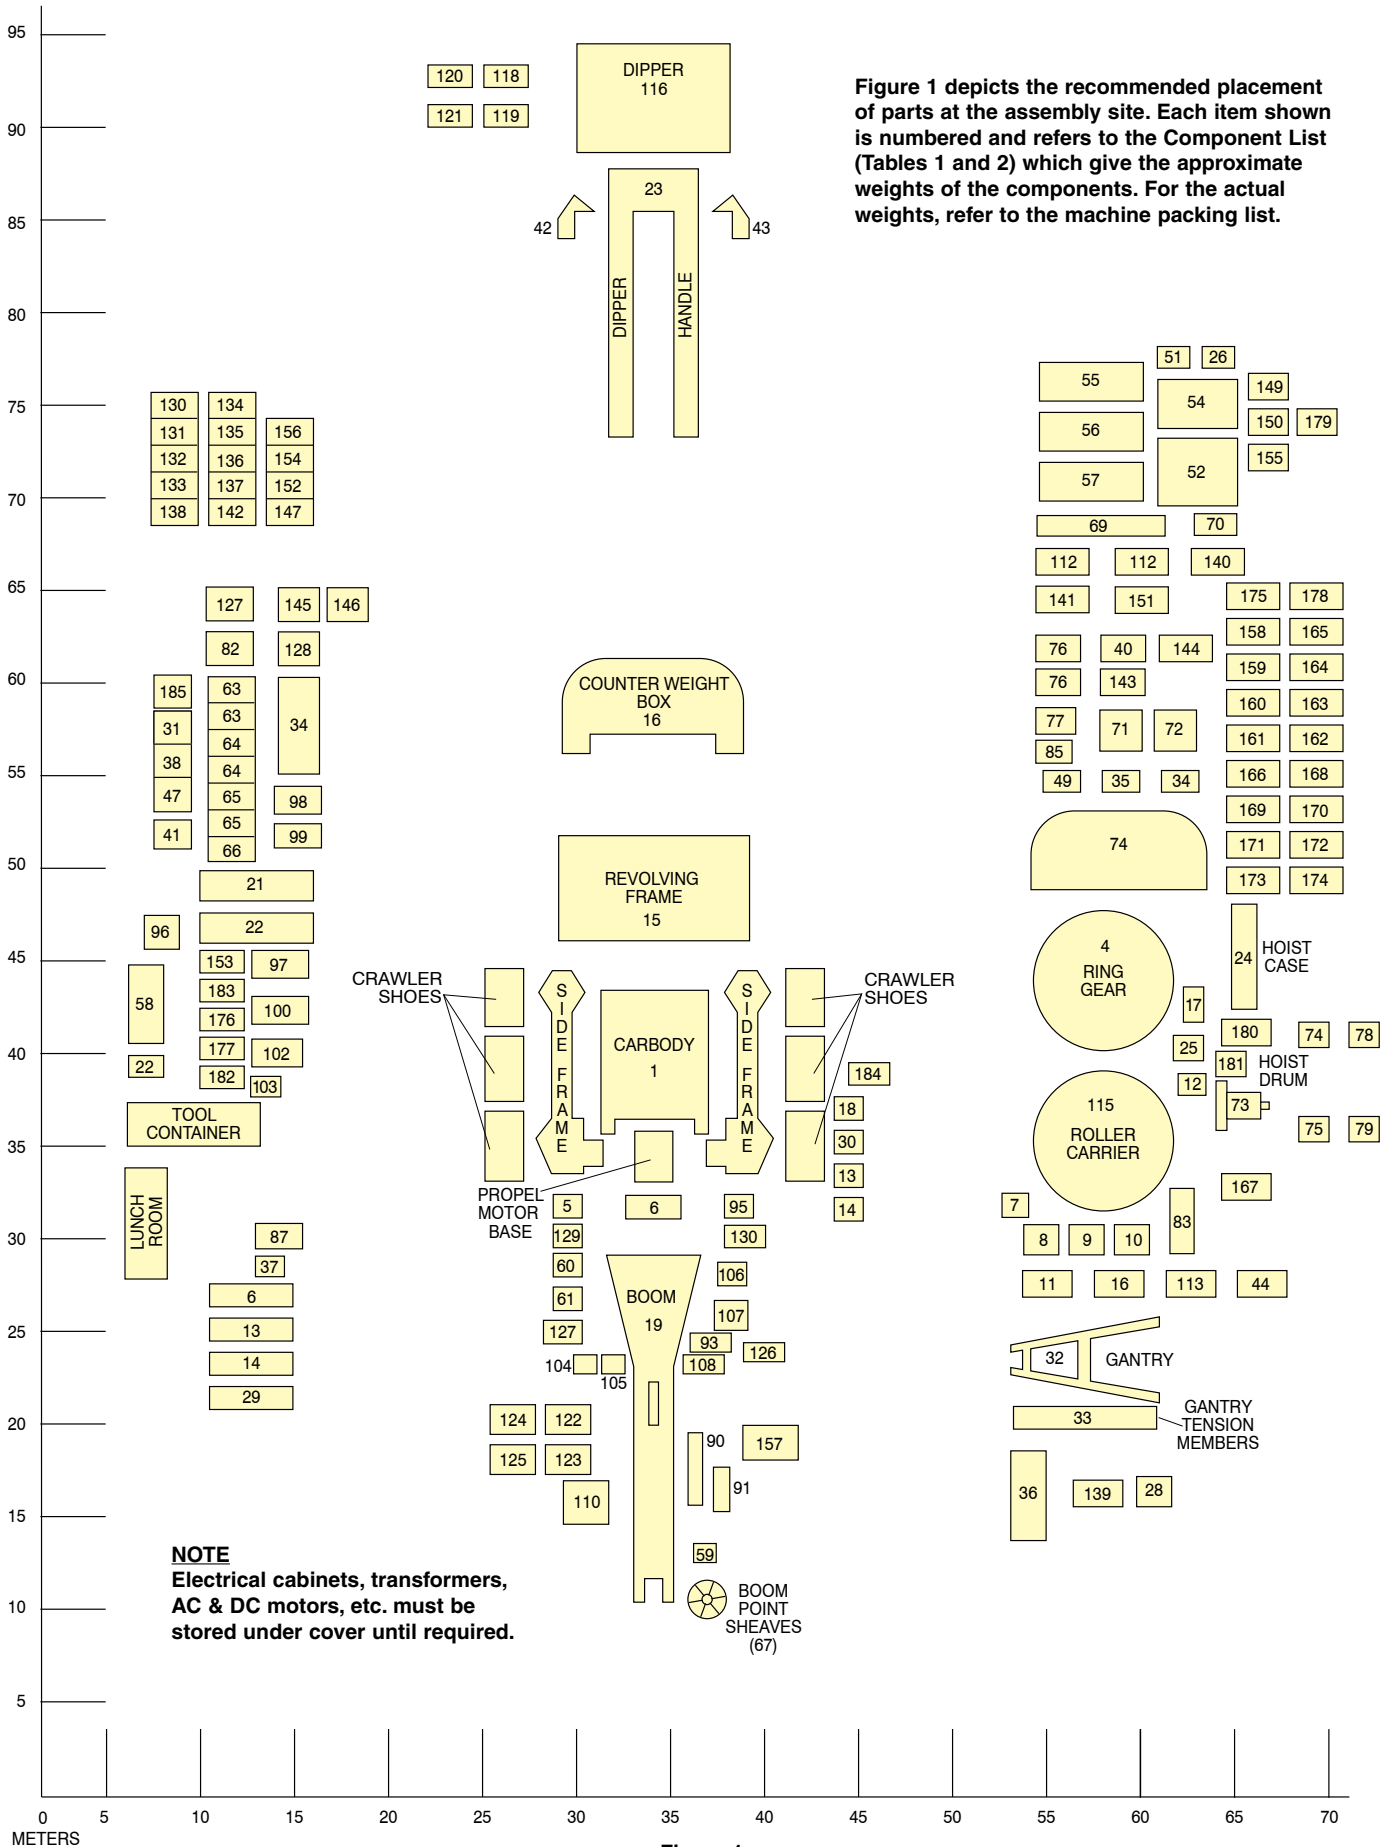 95
90
85
80
75
70
65
60
55
50
45
40
35
30
25
20
15
10
5
0 5 10 15 20 25 30 35 40 45 50 55 60 65 70
METERS
120 118
121 119
DIPPER
116
Figure 1 depicts the recommended placement
of parts at the assembly site. Each item shown
is numbered and refers to the Component List
(Tables 1 and 2) which give the approximate
weights of the components. For the actual
weights, refer to the machine packing list.
23
42
43
DIPPER
HANDLE
130 134
131 135 156
132 136 154
133 137 152
138 142 147
127 145 146
82 128
185 63
31 63 34
64
38 64
47 65 98
41 65 99
66
21
96 22
153 97
58 183 100
176
177 102
22 182 103
TOOL
CONTAINER
LUNCH
ROOM
87
37
6
13
14
29
COUNTER WEIGHT
BOX
16
REVOLVING
FRAME
15
CRAWLER
SHOES
SIDE FRAME
CARBODY
1
SIDE FRAME
CRAWLER
SHOES
184
18
30
13
14
PROPEL
MOTOR
BASE
5 6 95
129 130
60 106
61 107
127 93
126
104
105
108
BOOM
19
124 122
125 123
110
90
91
157
59
BOOM
POINT
SHEAVES
(67)
NOTE
Electrical cabinets, transformers,
AC & DC motors, etc. must be
stored under cover until required.
51 26
55 54 149
56 150 179
57 52 155
69 70
112 112 140
141 151 175 178
76 40 144 158 165
76 143 159 164
77 71 72 160 163
85 161 162
49 35 34 166 168
74 169 170
171 172
173 174
4
RING
GEAR
24
HOIST
CASE
17
25
12
180 74 78
181
HOIST
DRUM
73
75 79
115
ROLLER
CARRIER
167
7
8 9 10 83
11 16 113 44
32
GANTRY
33
GANTRY
TENSION
MEMBERS
36 139 28